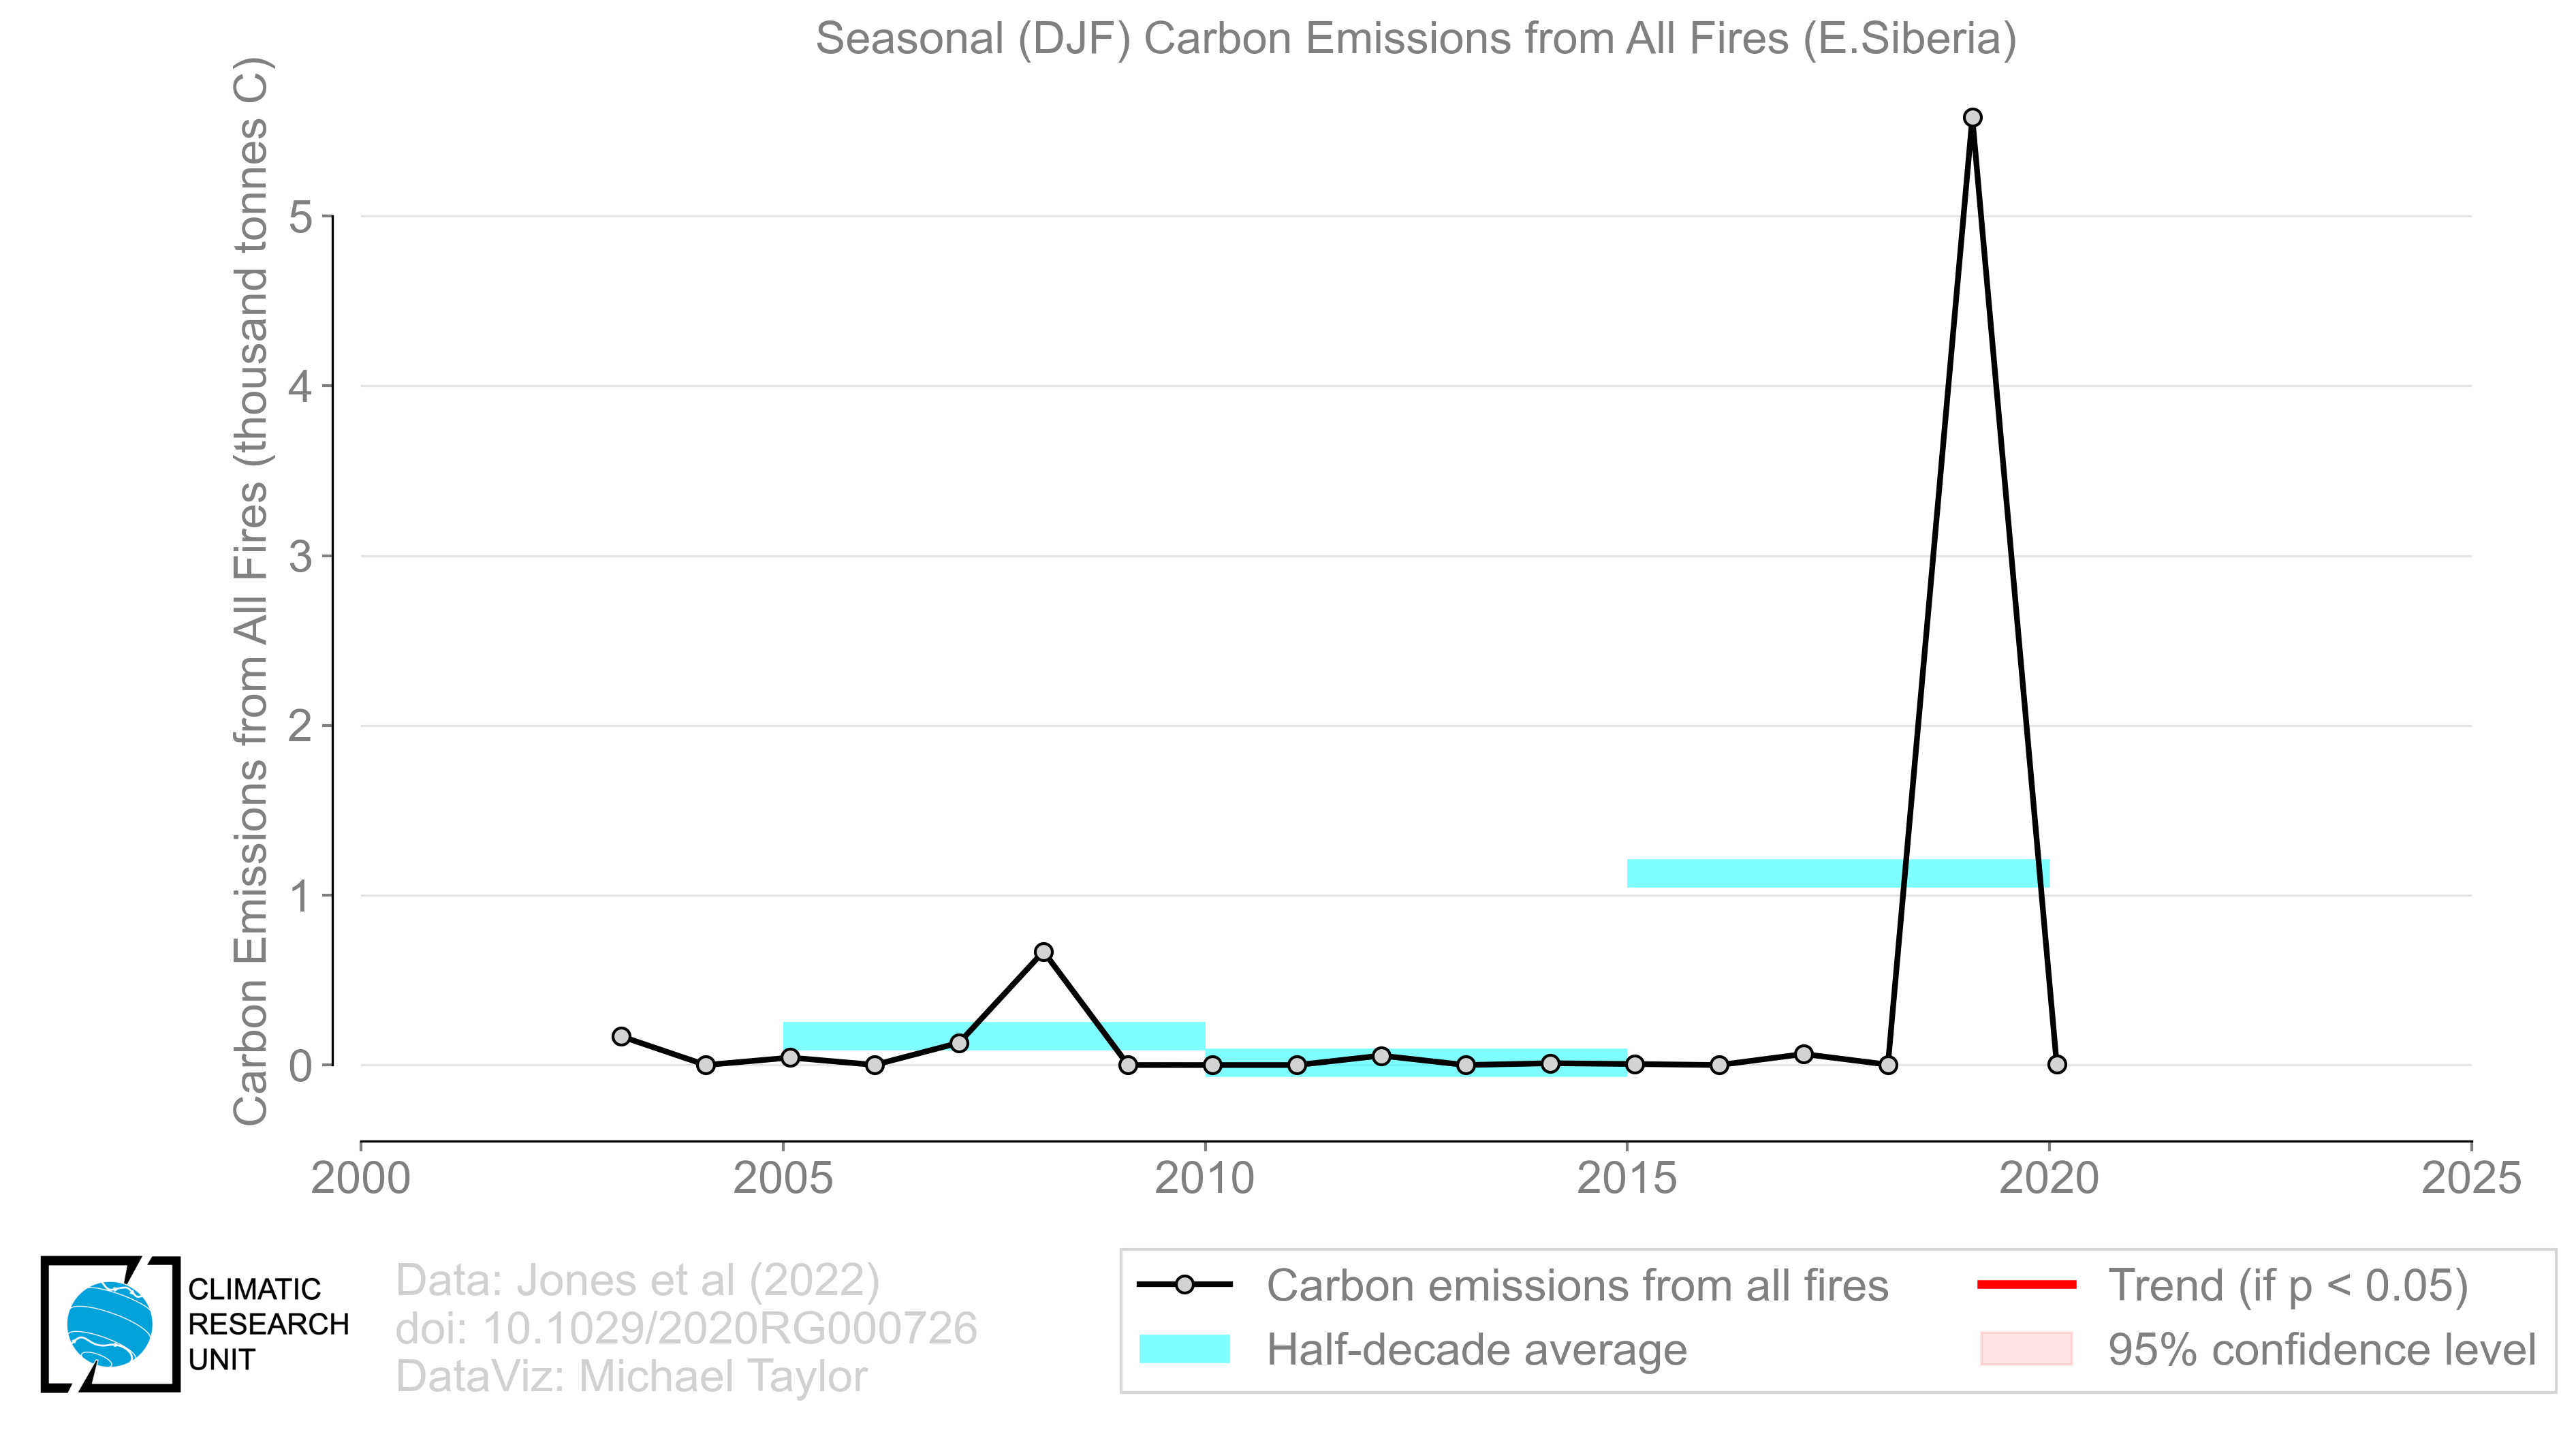 Seasonal (DJF) Carbon Emissions from All Fires (E.Siberia)
Carbon Emissions from All Fires (thousand tonnes C)
5
4
3
2
1
0
2000 2005 2010 2015 2020 2025
CLIMATIC
RESEARCH
UNIT
Data: Jones et al (2022)
doi: 10.1029/2020RG000726
DataViz: Michael Taylor
Carbon emissions from all fires
Half-decade average
Trend (if p < 0.05)
95% confidence level